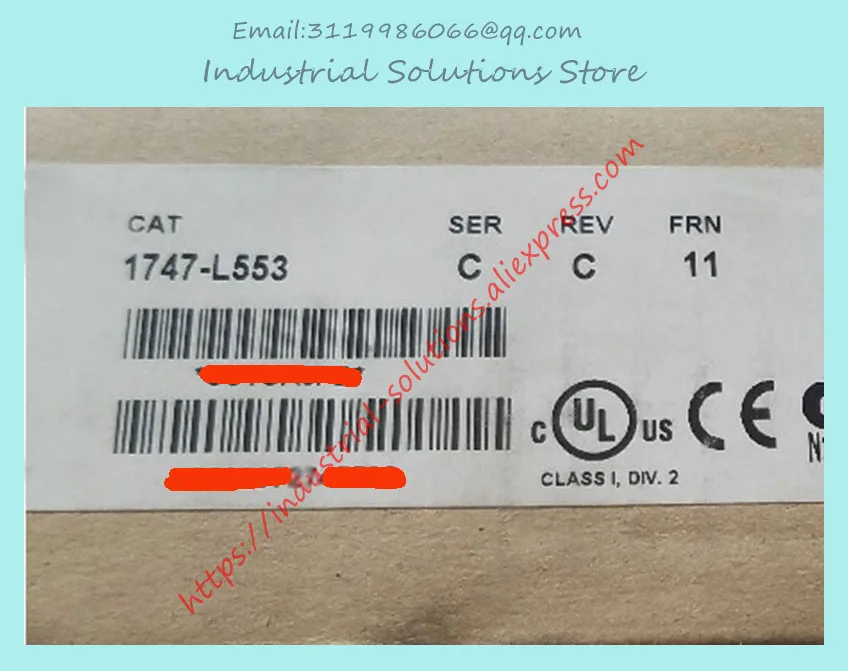 Email:3119986066@qq.com
Industrial Solutions Store
CAT SER REV FRN
1747-L553 C C 11
https://industrial-solutions.aliexpress.com
C UL US CE
CLASS I, DIV. 2